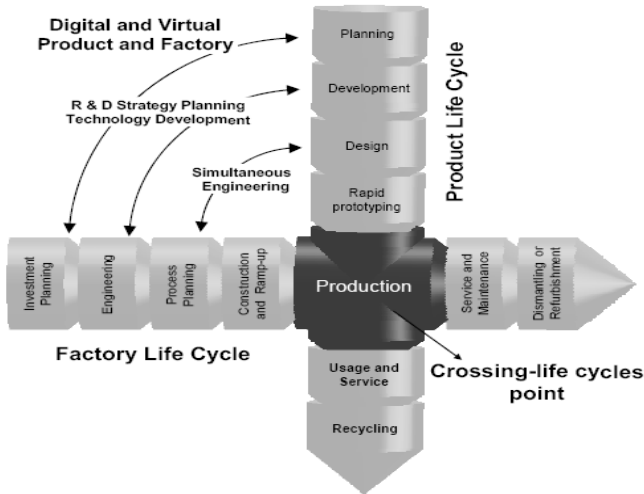 Digital and Virtual
Product and Factory
Planning
R & D Strategy Planning
Technology Development
Development
Simultaneous
Engineering
Design
Rapid
prototyping
Product Life Cycle
Investment
Planning
Engineering
Process
Planning
Construction
and Ramp-up
Production
Service and
Maintenance
Dismantling or
Refurbishment
Factory Life Cycle
Usage and
Service
Recycling
Crossing-life cycles
point